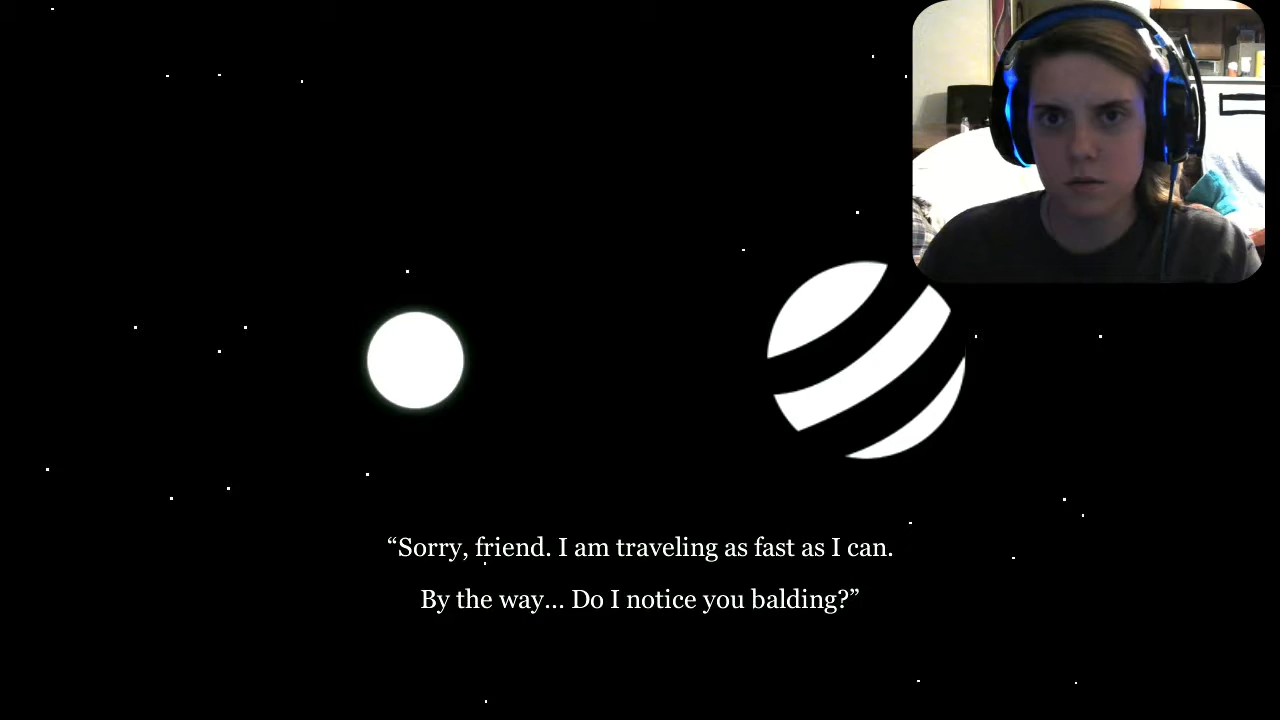 “Sorry, friend. I am traveling as fast as I can.
By the way... Do I notice you balding?”